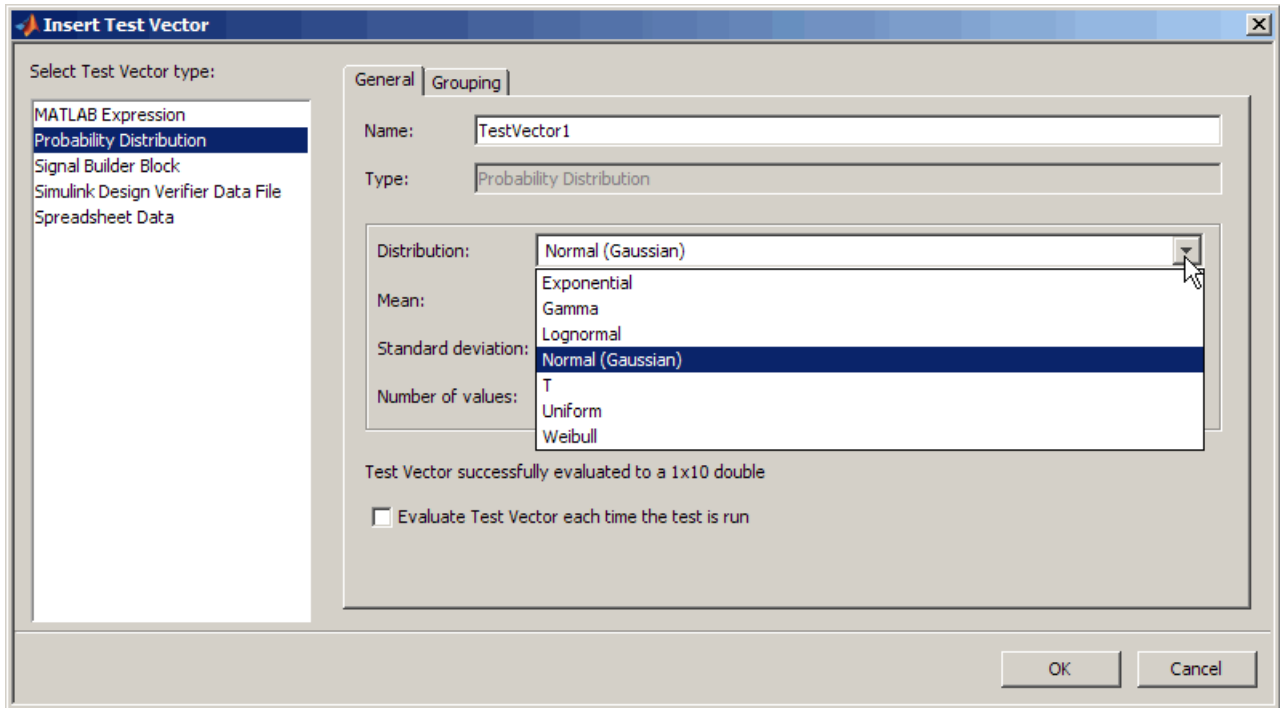 Insert Test Vector
Select Test Vector type:
MATLAB Expression
Probability Distribution
Signal Builder Block
Simulink Design Verifier Data File
Spreadsheet Data
General
Grouping
Name:
TestVector1
Type:
Probability Distribution
Distribution:
Normal (Gaussian)
Mean:
Standard deviation:
Number of values:
Exponential
Gamma
Lognormal
Normal (Gaussian)
T
Uniform
Weibull
Test Vector successfully evaluated to a 1x10 double
Evaluate Test Vector each time the test is run
OK
Cancel